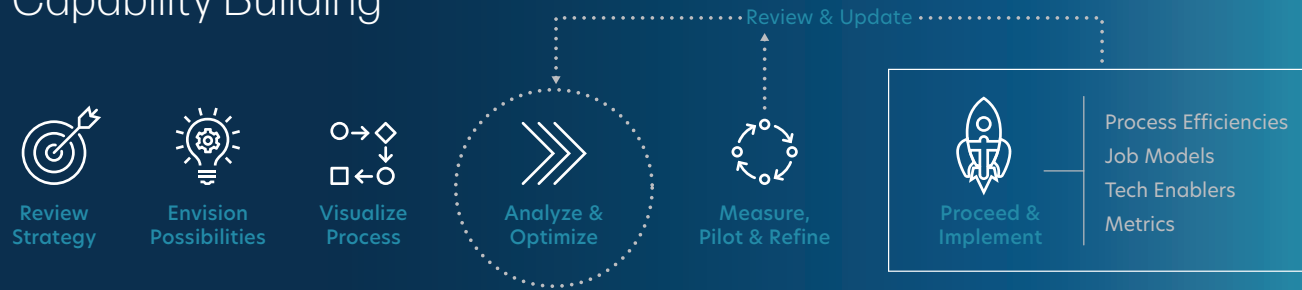 Capability Building
Review & Update
Review
Strategy
Envision
Possibilities
Visualize
Process
Analyze &
Optimize
Measure,
Pilot & Refine
Proceed &
Implement
Process Efficiencies
Job Models
Tech Enablers
Metrics